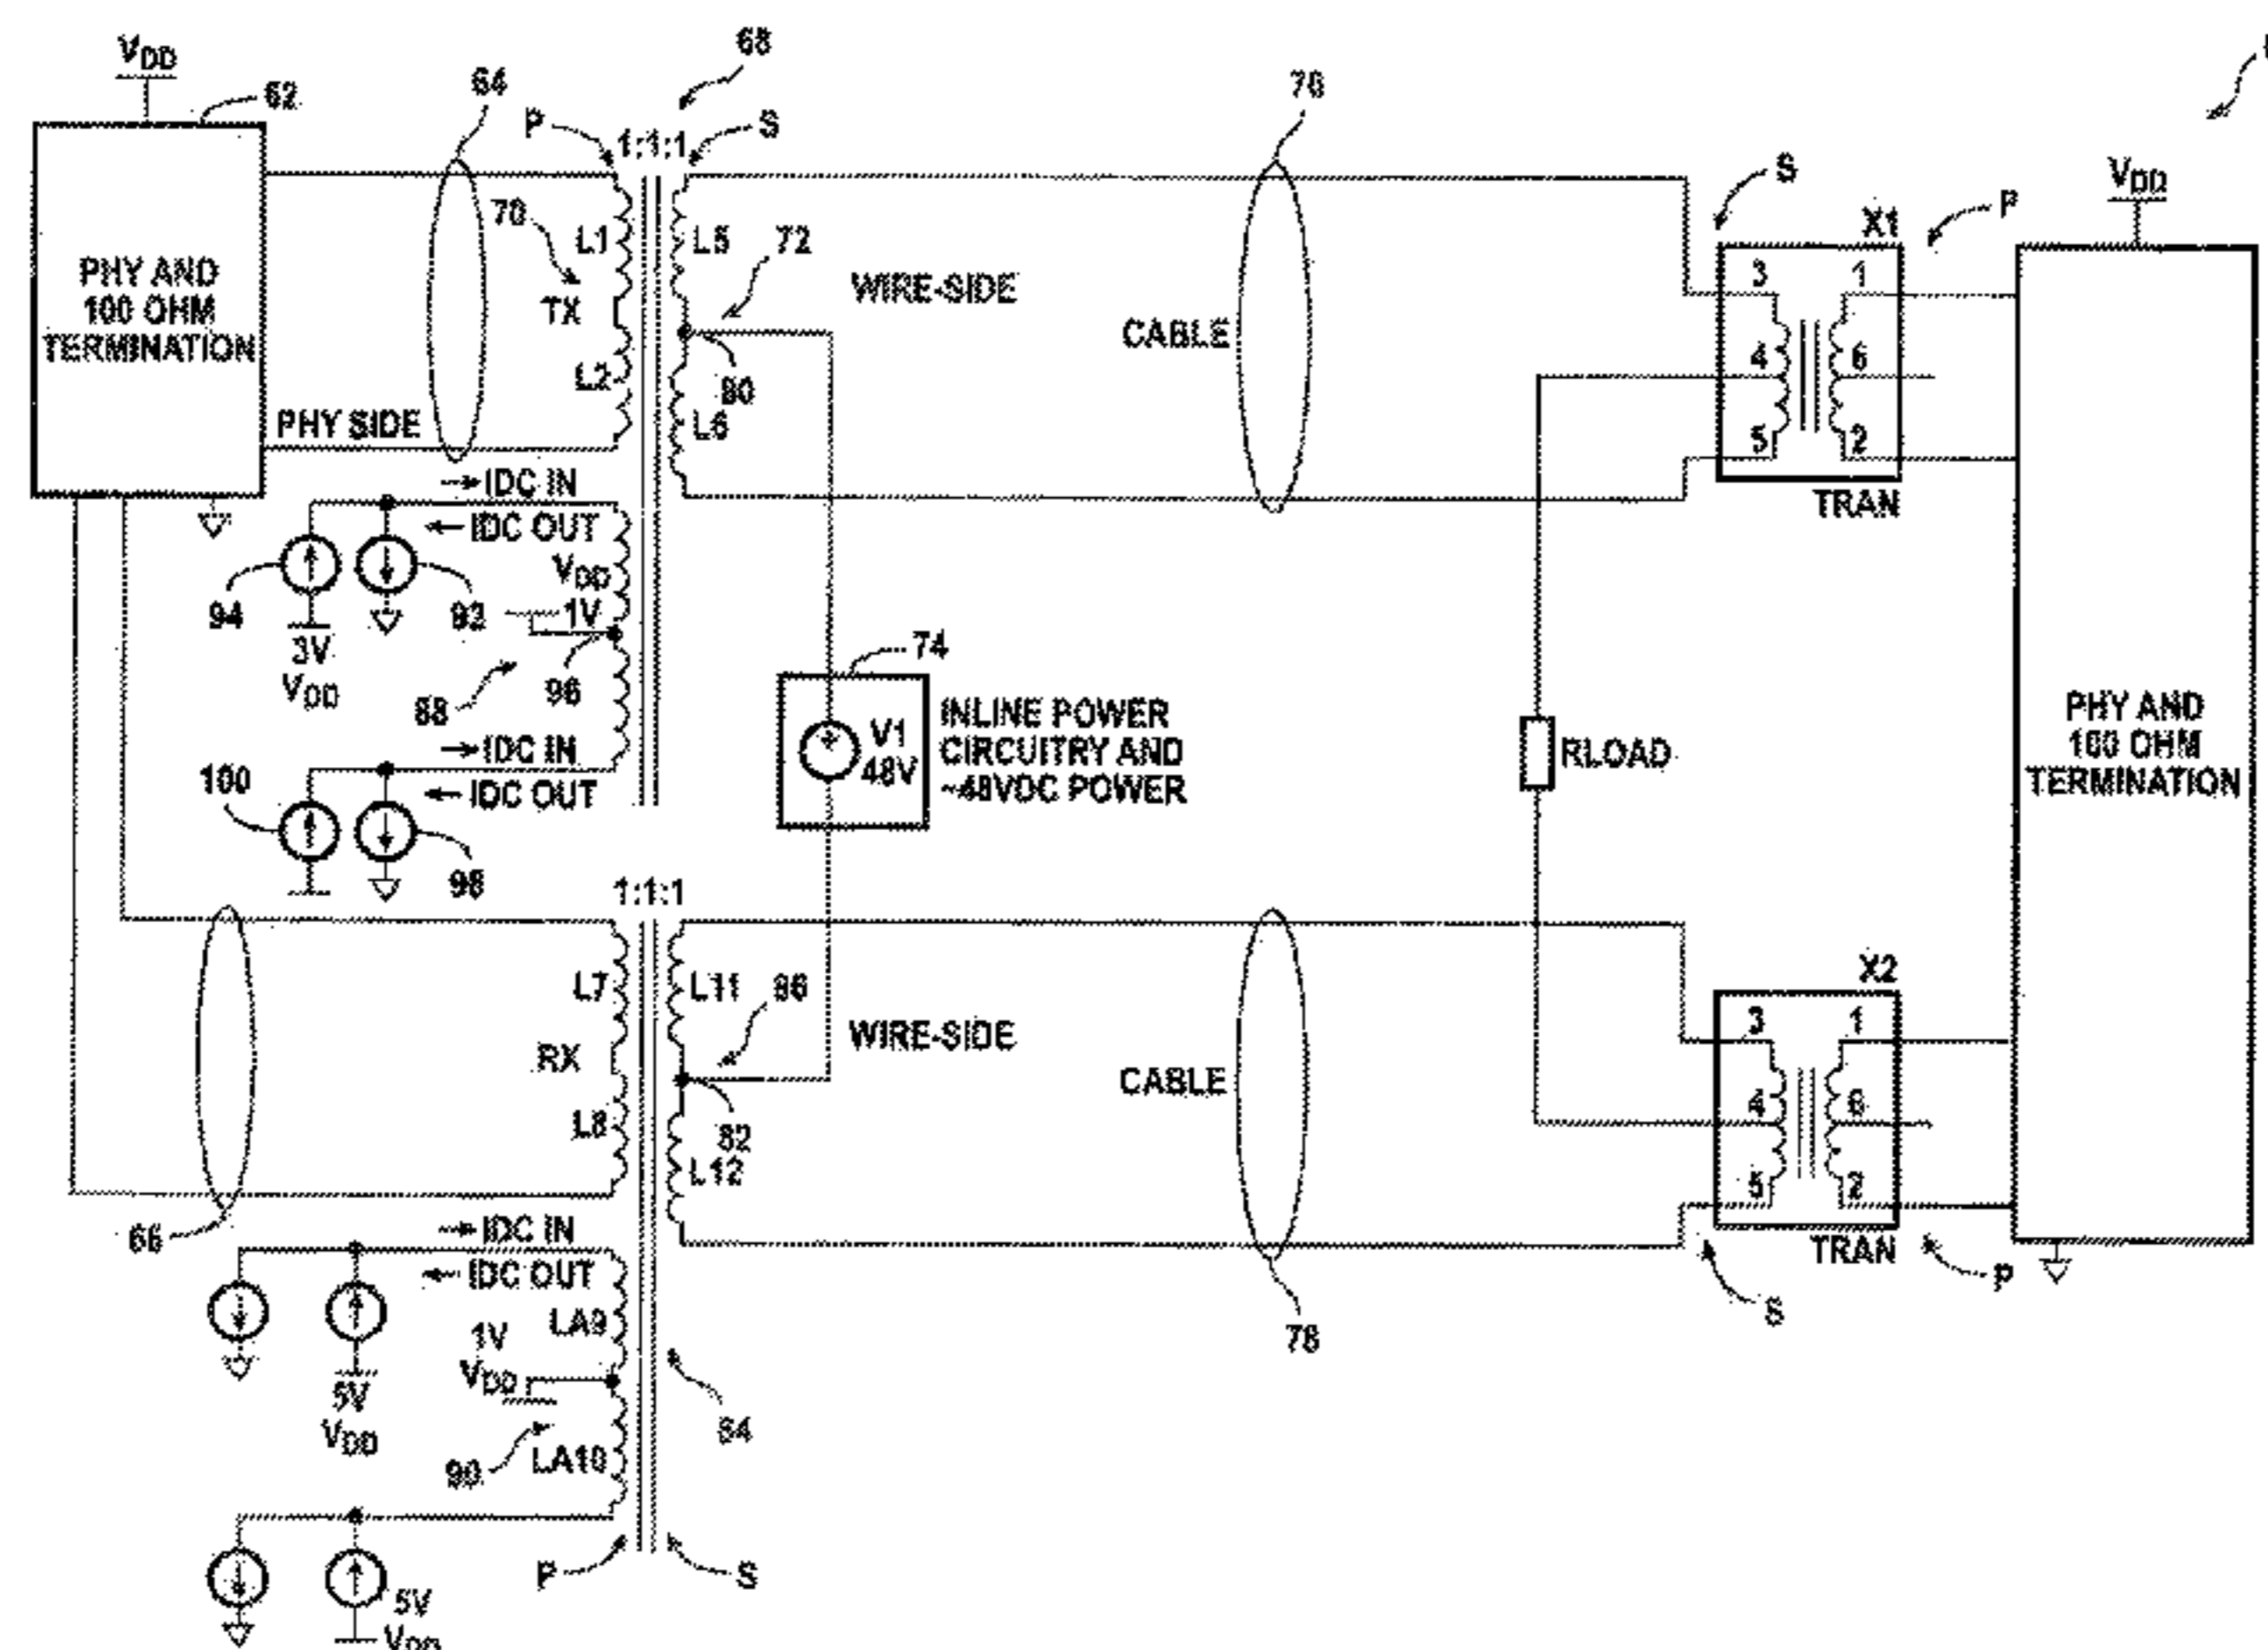 VDD
62
64
68
P
1:1:1
S
76
S
X1
P
VDD
PHY AND
100 OHM
TERMINATION
70
L1
TX
L2
L5
72
80
L6
WIRE-SIDE
CABLE
3
1
4
6
5
2
TRAN
PHY SIDE
IDC IN
IDC OUT
VDD
1V
94
92
3V
VDD
88
96
74
V1
48V
INLINE POWER
CIRCUITRY AND
~48VDC POWER
RLOAD
PHY AND
100 OHM
TERMINATION
IDC IN
IDC OUT
100
98
1:1:1
L7
RX
L8
L11
86
82
L12
WIRE-SIDE
CABLE
X2
3
1
4
6
5
2
TRAN
S
P
66
78
IDC IN
IDC OUT
LA9
1V
VDD
5V
VDD
84
90
LA10
P
S
5V
VDD